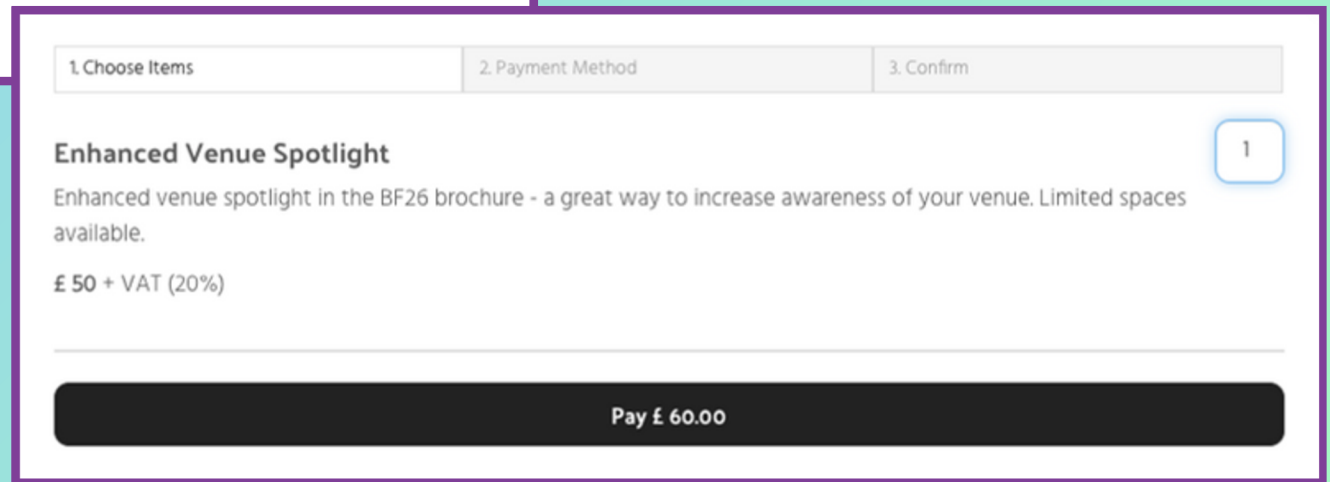 1. Choose Items
2. Payment Method
3. Confirm
Enhanced Venue Spotlight
1
Enhanced venue spotlight in the BF26 brochure - a great way to increase awareness of your venue. Limited spaces
available.
£ 50 + VAT (20%)
Pay £ 60.00